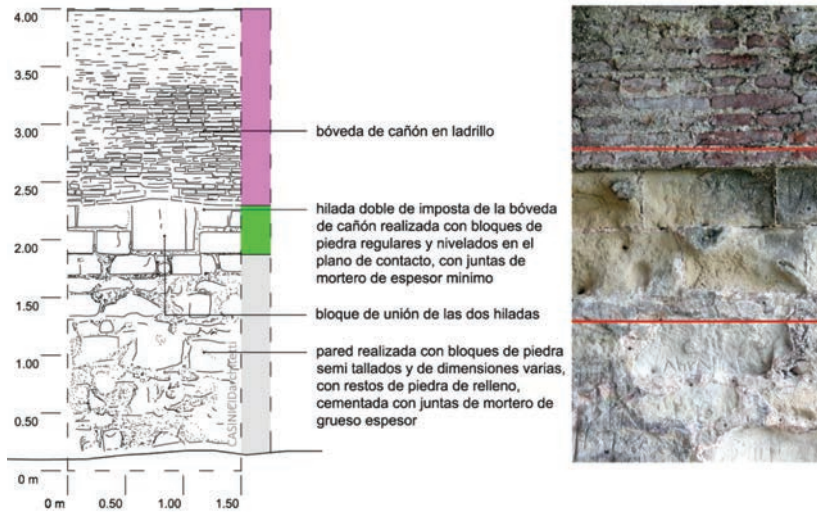 4.00
3.50
3.00
2.50
2.00
1.50
1.00
0.50
0 m
0 m
0.50
1.00
1.50
bóveda de cañón en ladrillo
hilada doble de imposta de la bóveda
de cañón realizada con bloques de
piedra regulares y nivelados en el
plano de contacto, con juntas de
mortero de espesor minimo
bloque de unión de las dos hiladas
pared realizada con bloques de piedra
semi tallados y de dimensiones varias,
con restos de piedra de relleno,
cementada con juntas de mortero de
grueso espesor